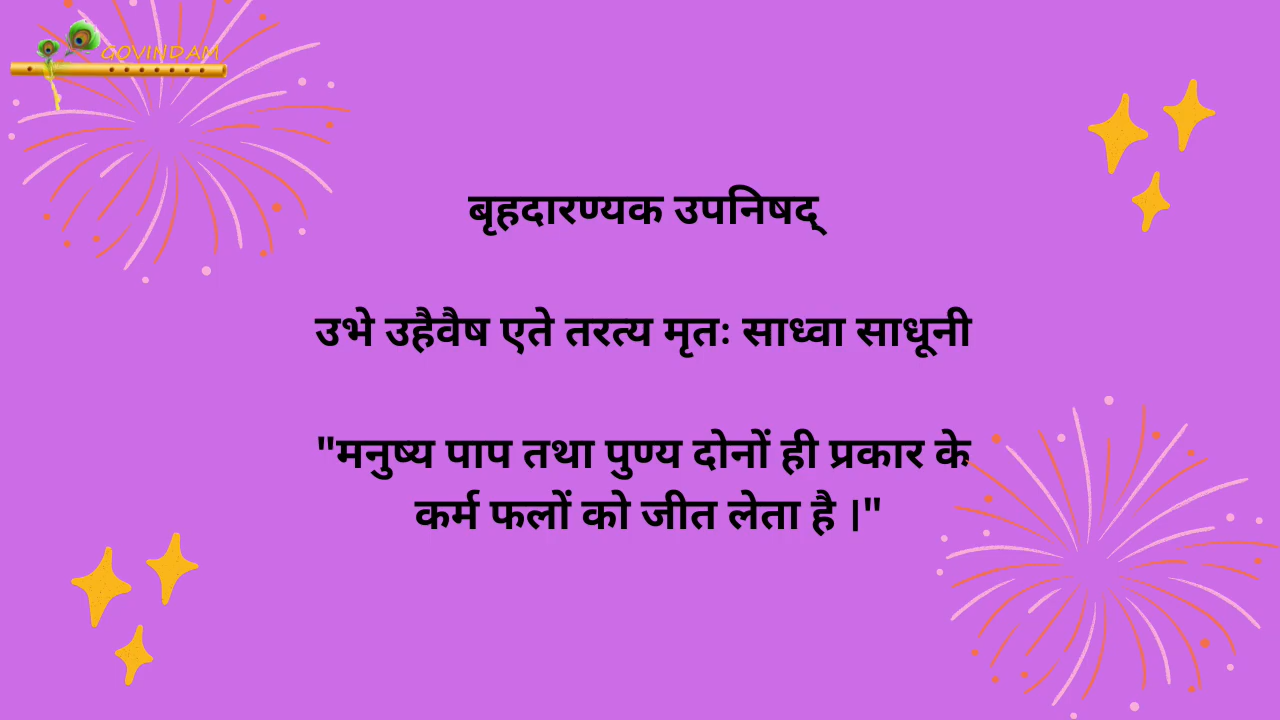 GOVINDAM
बृहदारण्यक उपनिषद्
उभे उहैवैष एते तरत्य मृतः साध्वा साधूनी
"मनुष्य पाप तथा पुण्य दोनों ही प्रकार के
कर्म फलों को जीत लेता है ।"